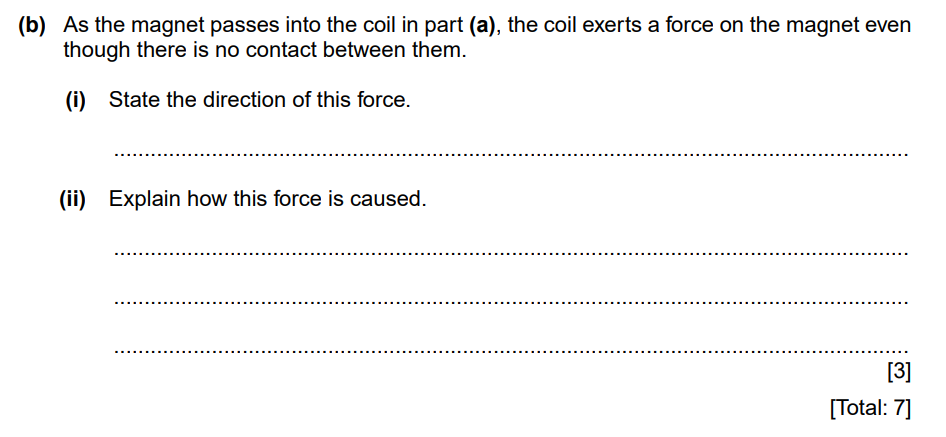 (b) As the magnet passes into the coil in part (a), the coil exerts a force on the magnet even
though there is no contact between them.
(i) State the direction of this force.
..........................................................................................................................................
(ii) Explain how this force is caused.
..........................................................................................................................................
..........................................................................................................................................
..........................................................................................................................................
[3]
[Total: 7]